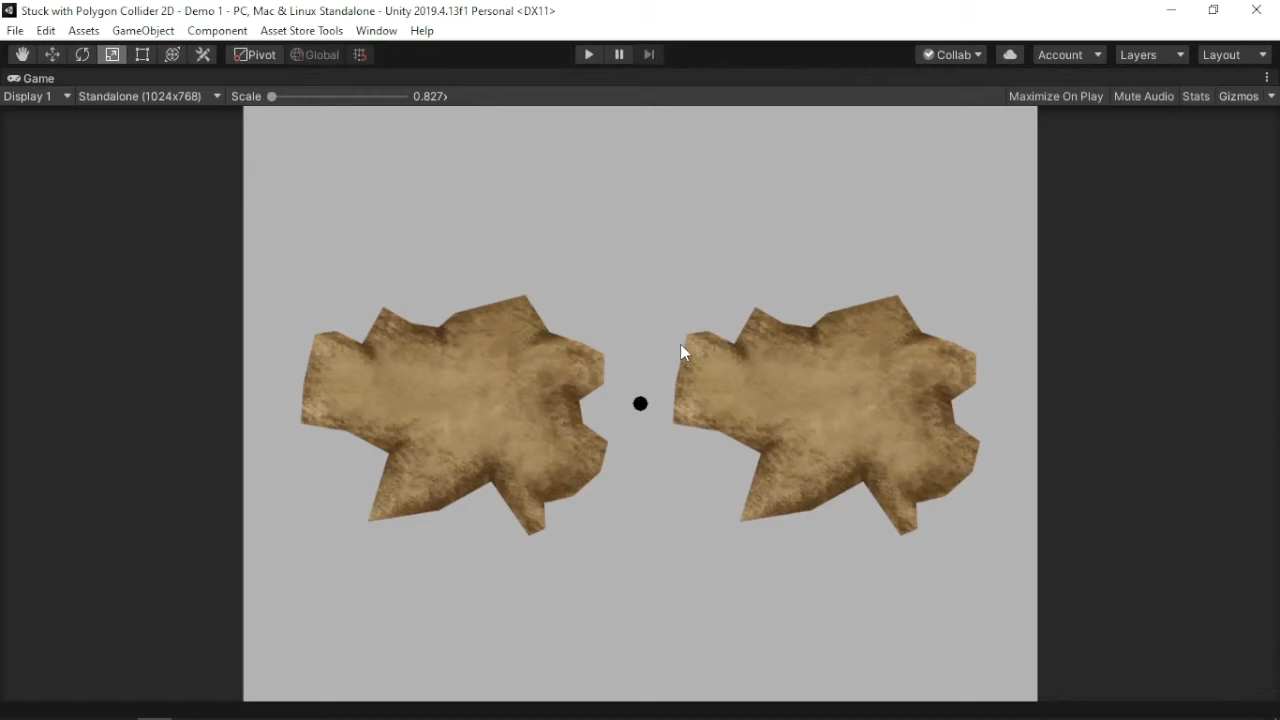 Stuck with Polygon Collider 2D - Demo 1 - PC, Mac & Linux Standalone - Unity 2019.4.13f1 Personal <DX11>
File Edit Assets GameObject Component Asset Store Tools Window Help
Pivot Global Collab Account Layers Layout
Game
Display 1 Standalone (1024x768) Scale 0.827x Maximize On Play Mute Audio Stats Gizmos